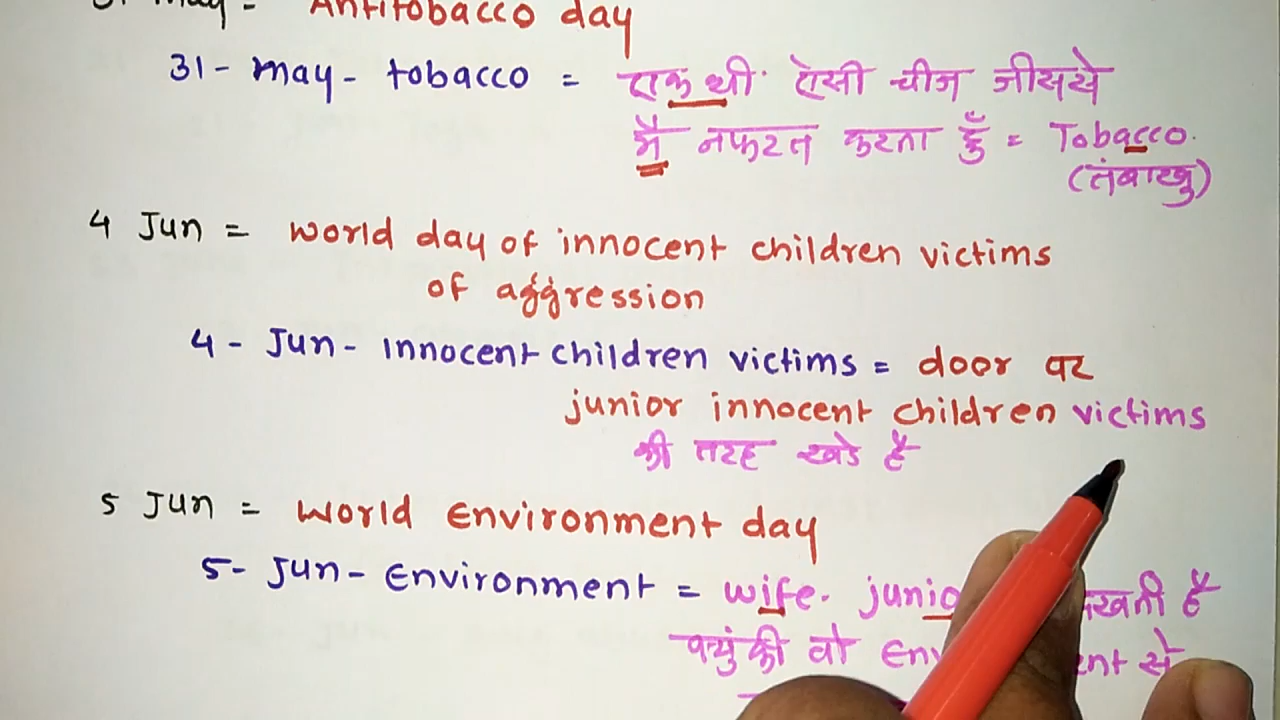 31 May = Antitobacco day
31 - May - tobacco = एक थी ऐसी चीज जीससे
मै नफरत करता हुँ = Tobacco.
(तंबाखु)
4 Jun = world day of innocent children victims
of aggression
4 - Jun - Innocent children victims = door पर
junior innocent children victims
की तरह खडे है
5 Jun = World Environment day
5 - Jun - Environment = wife. है
क्युंकी वो से